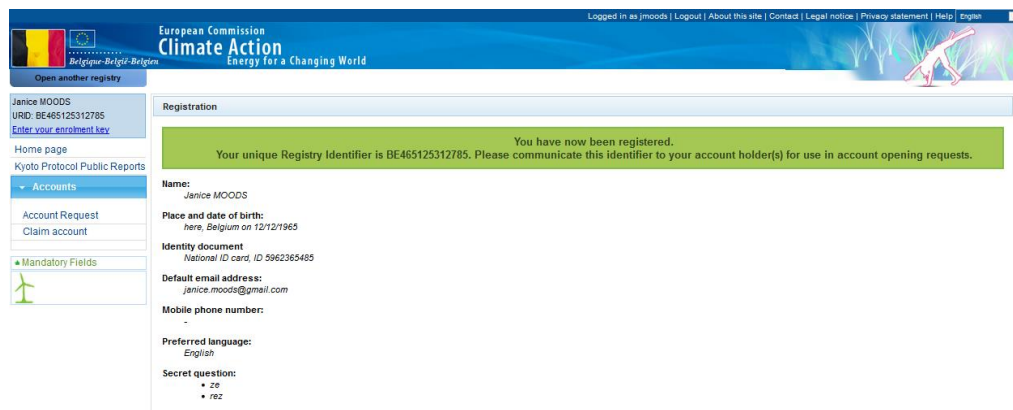 Logged in as jmoods | Logout | About this site | Contact | Legal notice | Privacy statement | Help English
European Commission
Climate Action
Energy for a Changing World
Belgique-België-Belgien
Open another registry
Janice MOODS
URID: BE465125312785
Enter your enrolment key
Home page
Kyoto Protocol Public Reports
Accounts
Account Request
Claim account
Mandatory Fields
Registration
You have now been registered.
Your unique Registry Identifier is BE465125312785. Please communicate this identifier to your account holder(s) for use in account opening requests.
Name:
Janice MOODS
Place and date of birth:
here, Belgium on 12/12/1965
Identity document
National ID card, ID 5962365485
Default email address:
janice.moods@gmail.com
Mobile phone number:
-
Preferred language:
English
Secret question:
• ze
• rez